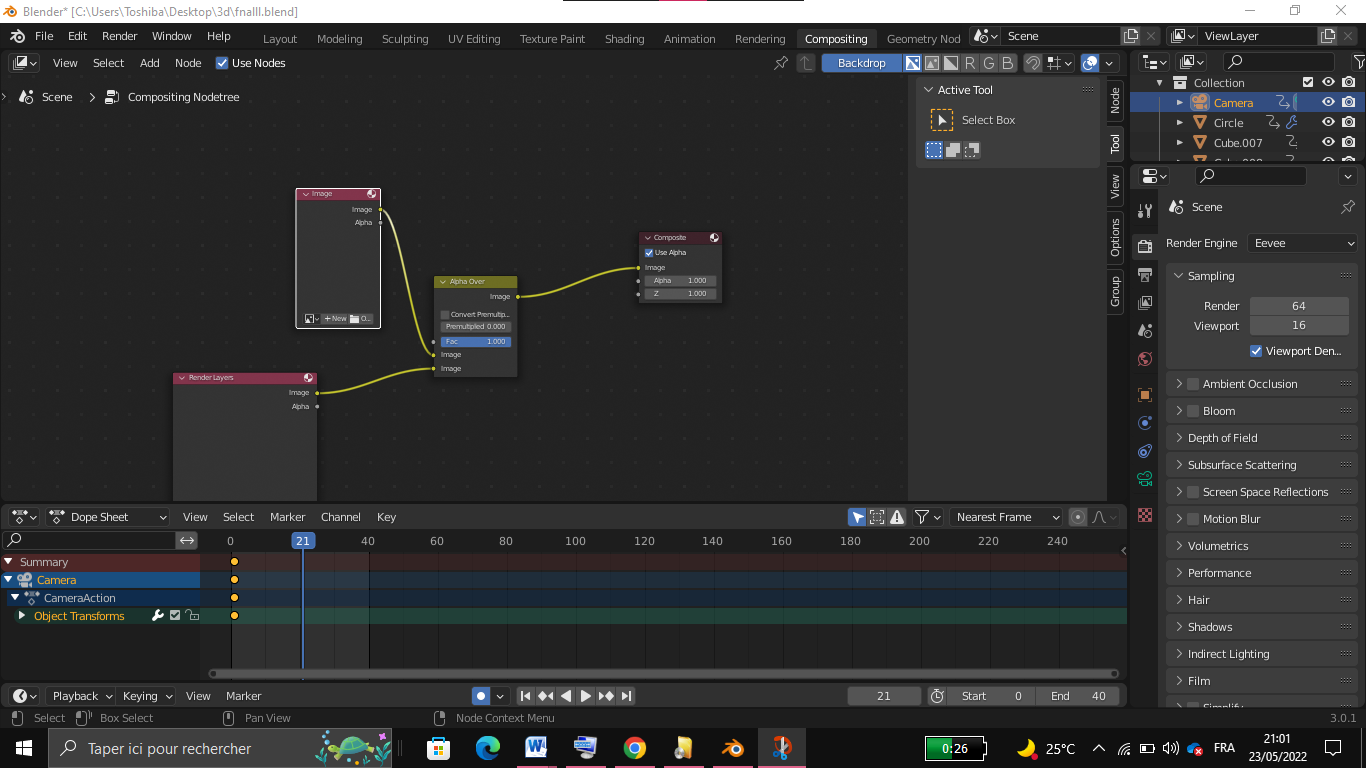 Blender* [C:\Users\Toshiba\Desktop\3d\fnalll.blend]
File Edit Render Window Help Layout Modeling Sculpting UV Editing Texture Paint Shading Animation Rendering Compositing Geometry Nod Scene ViewLayer
View Select Add Node Use Nodes Backdrop R G B
Scene Compositing Nodetree
Active Tool
Select Box
Node
Tool
View
Options
Group
Collection
Camera
Circle
Cube.007
Image
Image
Alpha
New O...
Alpha Over
Image
Convert Premultip...
Premultipled 0.000
Fac 1.000
Image
Image
Composite
Use Alpha
Image
Alpha 1.000
Z 1.000
Render Layers
Image
Alpha
Scene
Render Engine Eevee
Sampling
Render 64
Viewport 16
Viewport Den...
Ambient Occlusion
Bloom
Depth of Field
Subsurface Scattering
Screen Space Reflections
Motion Blur
Volumetrics
Performance
Hair
Shadows
Indirect Lighting
Film
Dope Sheet View Select Marker Channel Key Nearest Frame
0 21 40 60 80 100 120 140 160 180 200 220 240
Summary
Camera
CameraAction
Object Transforms
Playback Keying View Marker 21 Start 0 End 40
Select Box Select Pan View Node Context Menu 3.0.1
Taper ici pour rechercher 0:26 25°C FRA 21:01
23/05/2022